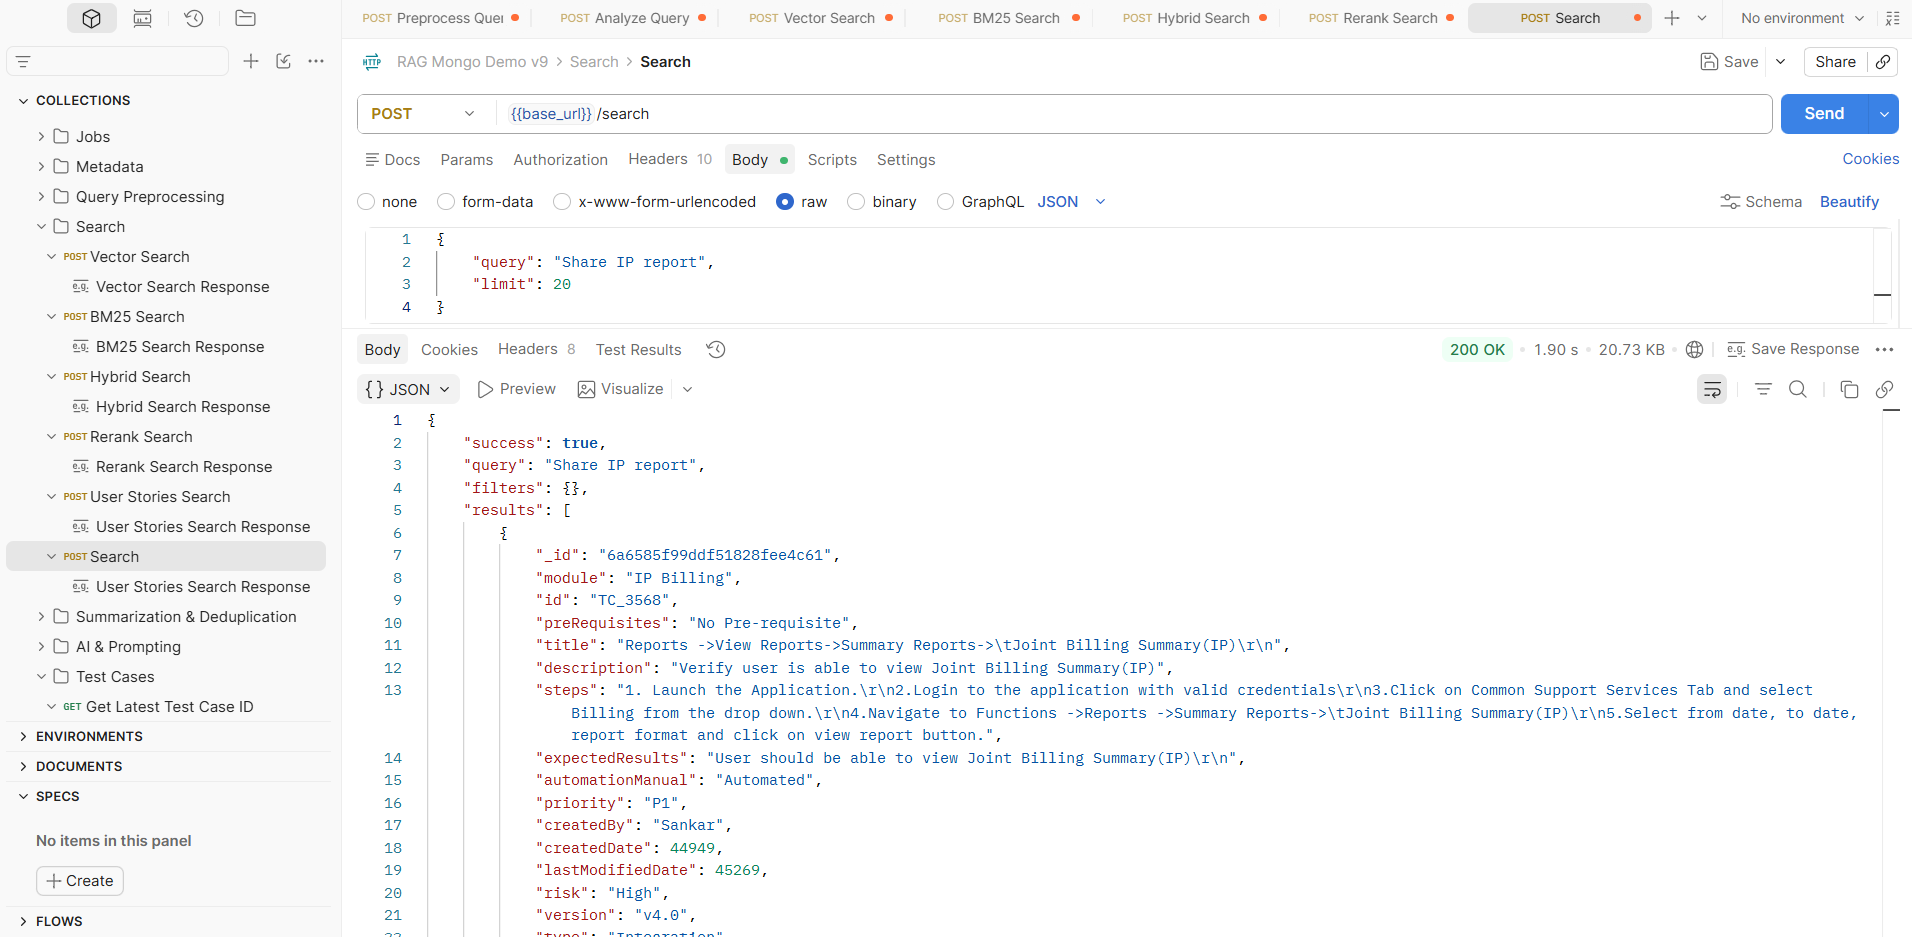 POST Preprocess Quer
POST Analyze Query
POST Vector Search
POST BM25 Search
POST Hybrid Search
POST Rerank Search
POST Search
No environment
COLLECTIONS
Jobs
Metadata
Query Preprocessing
Search
POST Vector Search
e.g. Vector Search Response
POST BM25 Search
e.g. BM25 Search Response
POST Hybrid Search
e.g. Hybrid Search Response
POST Rerank Search
e.g. Rerank Search Response
POST User Stories Search
e.g. User Stories Search Response
POST Search
e.g. User Stories Search Response
Summarization & Deduplication
AI & Prompting
Test Cases
GET Get Latest Test Case ID
ENVIRONMENTS
DOCUMENTS
SPECS
No items in this panel
Create
FLOWS
HTTP RAG Mongo Demo v9 > Search > Search
Save
Share
POST {{base_url}} /search
Send
Docs Params Authorization Headers 10 Body Scripts Settings
Cookies
none form-data x-www-form-urlencoded raw binary GraphQL JSON
Schema Beautify
1 {
2 "query": "Share IP report",
3 "limit": 20
4 }
Body Cookies Headers 8 Test Results
200 OK • 1.90 s • 20.73 KB • e.g. Save Response
{} JSON Preview Visualize
1 {
2 "success": true,
3 "query": "Share IP report",
4 "filters": {},
5 "results": [
6 {
7 "_id": "6a6585f99ddf51828fee4c61",
8 "module": "IP Billing",
9 "id": "TC_3568",
10 "preRequisites": "No Pre-requisite",
11 "title": "Reports ->View Reports->Summary Reports->\tJoint Billing Summary(IP)\r\n",
12 "description": "Verify user is able to view Joint Billing Summary(IP)",
13 "steps": "1. Launch the Application.\r\n2.Login to the application with valid credentials\r\n3.Click on Common Support Services Tab and select
Billing from the drop down.\r\n4.Navigate to Functions ->Reports ->Summary Reports->\tJoint Billing Summary(IP)\r\n5.Select from date, to date,
report format and click on view report button.",
14 "expectedResults": "User should be able to view Joint Billing Summary(IP)\r\n",
15 "automationManual": "Automated",
16 "priority": "P1",
17 "createdBy": "Sankar",
18 "createdDate": 44949,
19 "lastModifiedDate": 45269,
20 "risk": "High",
21 "version": "v4.0",
22 "type": "Integration"